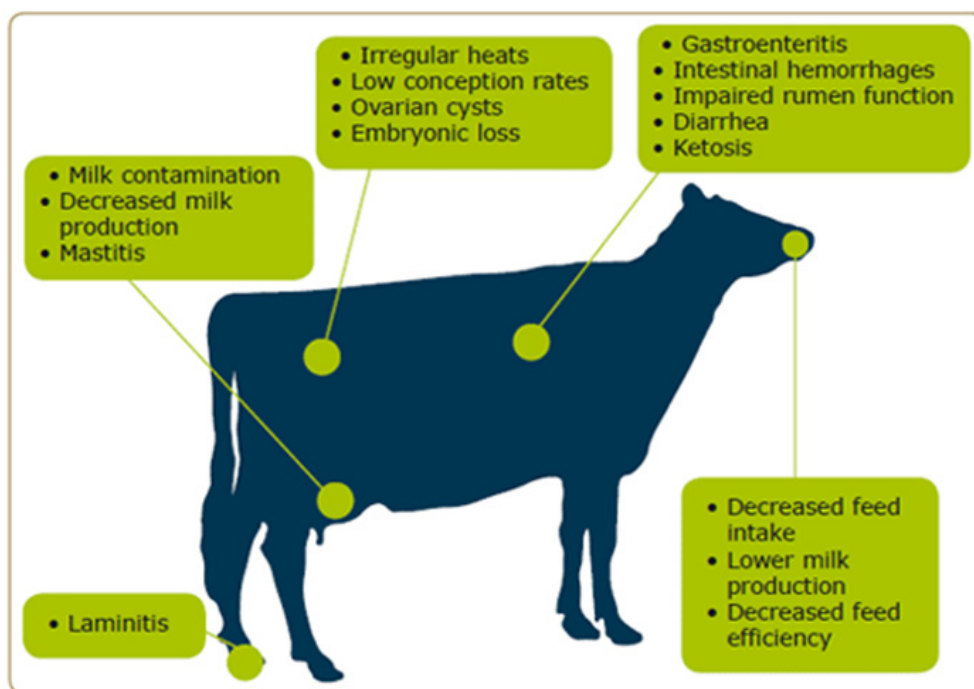 • Irregular heats
• Low conception rates
• Ovarian cysts
• Embryonic loss
• Gastroenteritis
• Intestinal hemorrhages
• Impaired rumen function
• Diarrhea
• Ketosis
• Milk contamination
• Decreased milk
production
• Mastitis
• Decreased feed
intake
• Lower milk
production
• Decreased feed
efficiency
• Laminitis